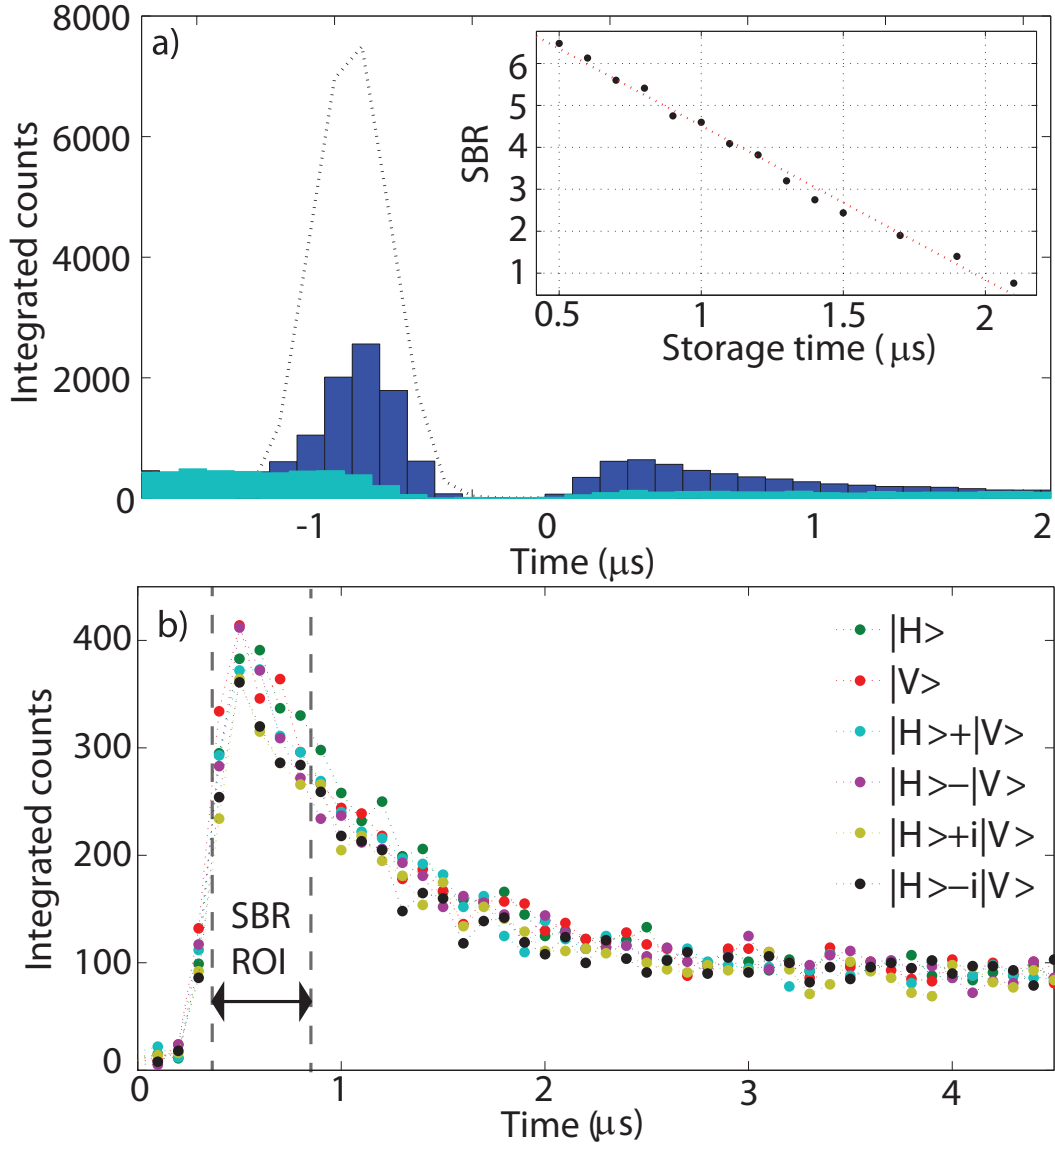 a)
8000
6000
4000
2000
0
Integrated counts
-1
0
1
2
Time (μs)
6
5
4
3
2
1
SBR
0.5
1
1.5
2
Storage time (μs)
b)
400
300
200
100
0
Integrated counts
SBR
ROI
|H>
|V>
|H>+|V>
|H>−|V>
|H>+i|V>
|H>−i|V>
0
1
2
3
4
Time (μs)